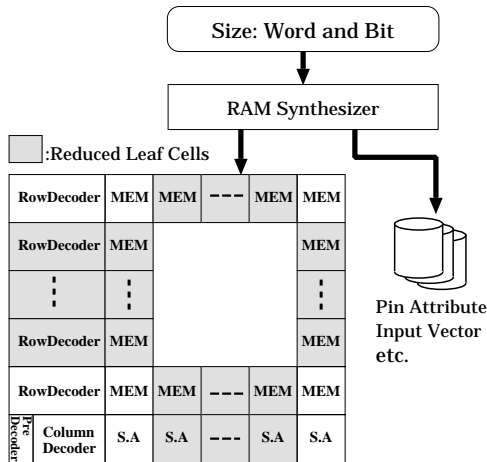 Size: Word and Bit
RAM Synthesizer
:Reduced Leaf Cells
RowDecoder MEM MEM MEM MEM
RowDecoder MEM MEM
RowDecoder MEM MEM
RowDecoder MEM MEM MEM MEM
Pre Decoder Column Decoder S.A S.A S.A S.A
Pin Attribute
Input Vector
etc.